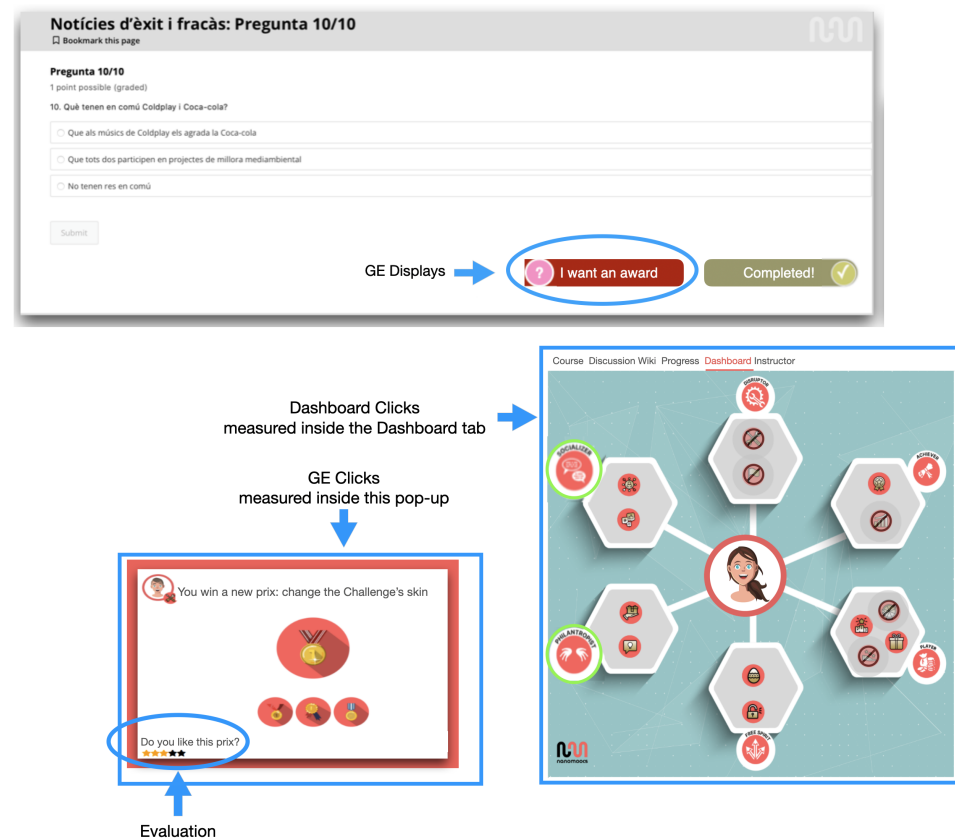 Notícies d'èxit i fracàs: Pregunta 10/10
Bookmark this page
Pregunta 10/10
1 point possible (graded)
10. Què tenen en comú Coldplay i Coca-cola?
Que als músics de Coldplay els agrada la Coca-cola
Que tots dos participen en projectes de millora mediambiental
No tenen res en comú
Submit
GE Displays
? I want an award
Completed!
Course Discussion Wiki Progress Dashboard Instructor
Dashboard Clicks
measured inside the Dashboard tab
GE Clicks
measured inside this pop-up
DISRUPTOR
SOCIALIZER
ACHIEVER
PHILANTROPIST
PLAYER
FREE SPIRIT
nanomoocs
You win a new prix: change the Challenge's skin
Do you like this prix?
Evaluation